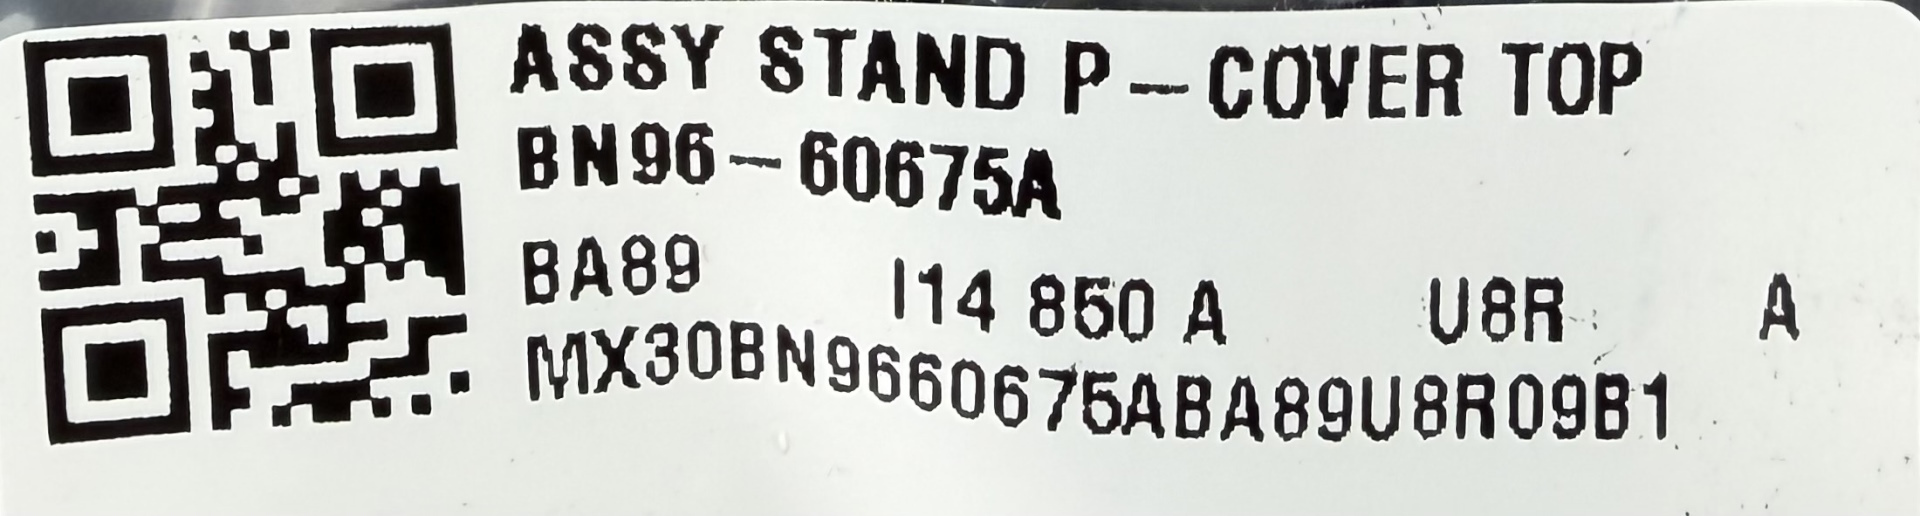 ASSY STAND P-COVER TOP
BN96-60675A
BA89 I14 850 A U8R A
MX30BN9660675ABA89U8R09B1